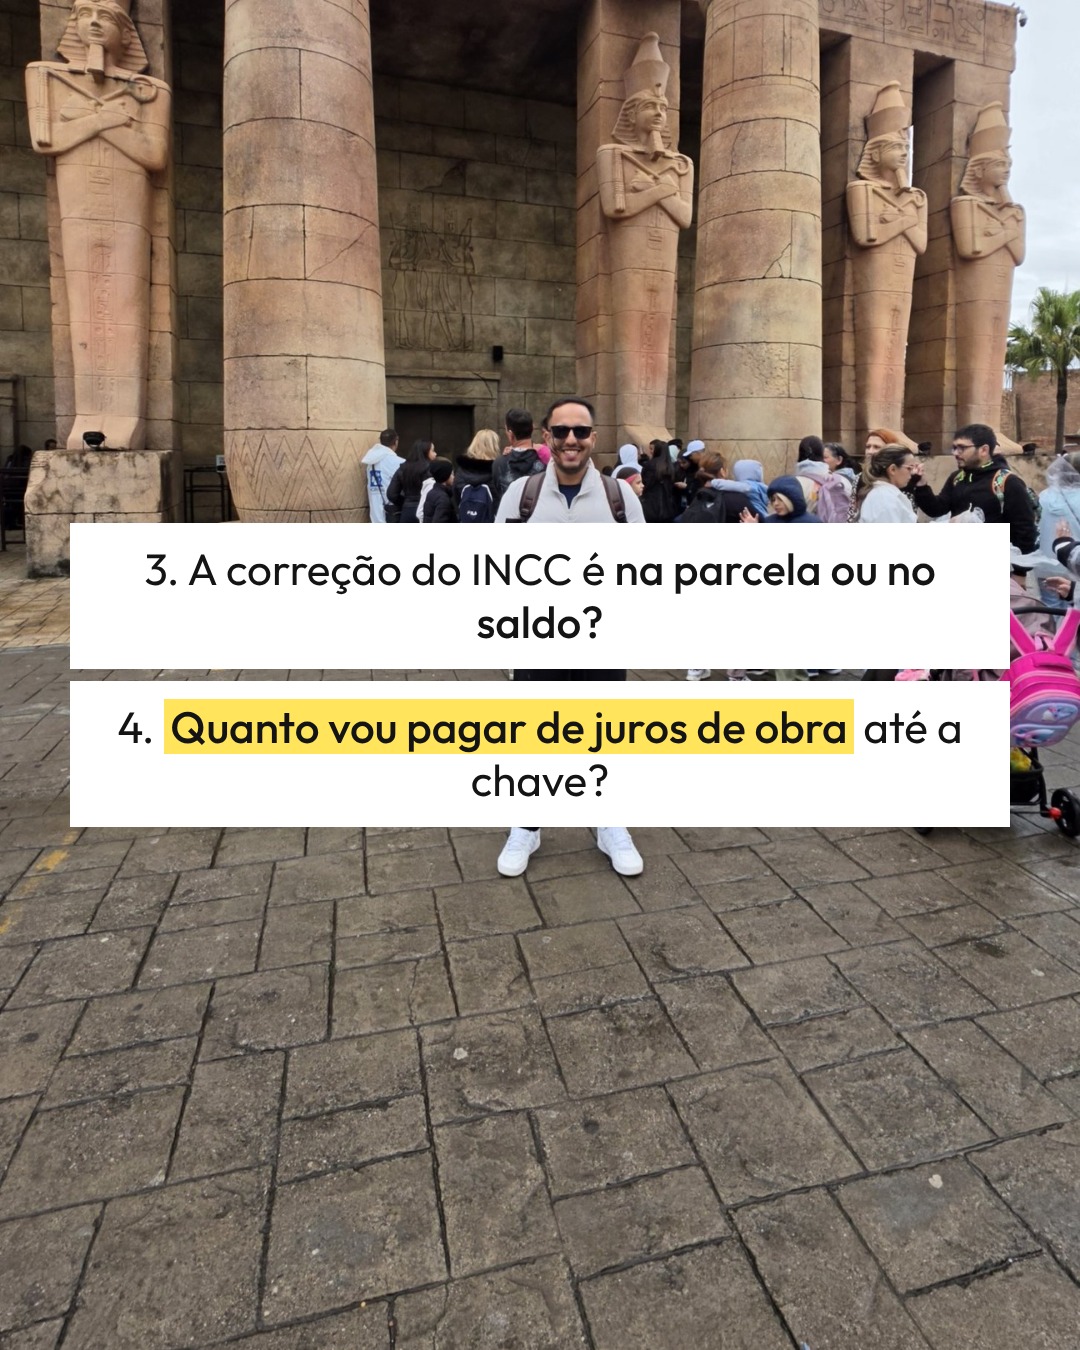 3. A correção do INCC é na parcela ou no
saldo?
4. Quanto vou pagar de juros de obra até a
chave?